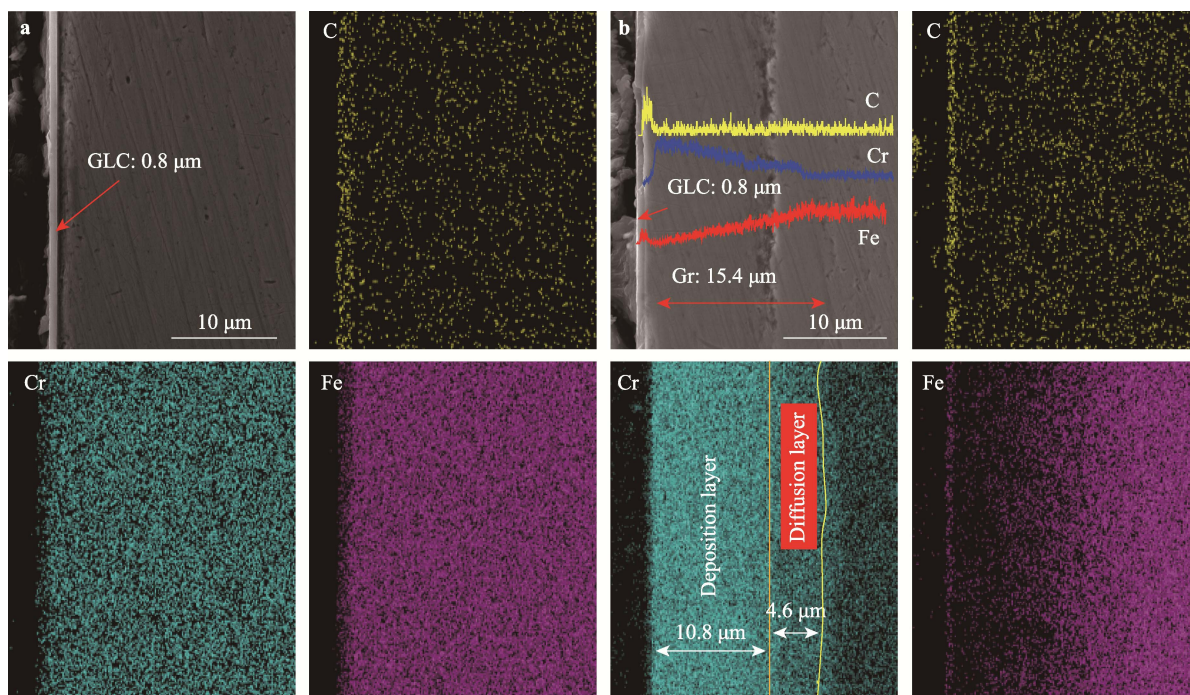 a
GLC: 0.8 μm
10 μm
C
b
C
Cr
GLC: 0.8 μm
Fe
Gr: 15.4 μm
10 μm
C
Cr
Fe
Cr
Deposition layer
Diffusion layer
4.6 μm
10.8 μm
Fe